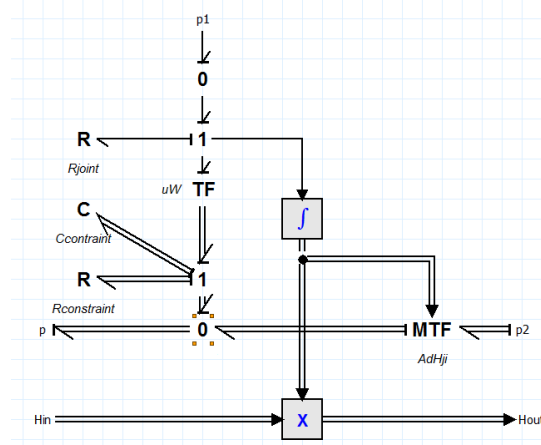 p1
0
R 1
Rjoint
uW TF
C
∫
Ccontraint
R 1
Rconstraint
p 0 MTF p2
AdHji
Hin X Hout